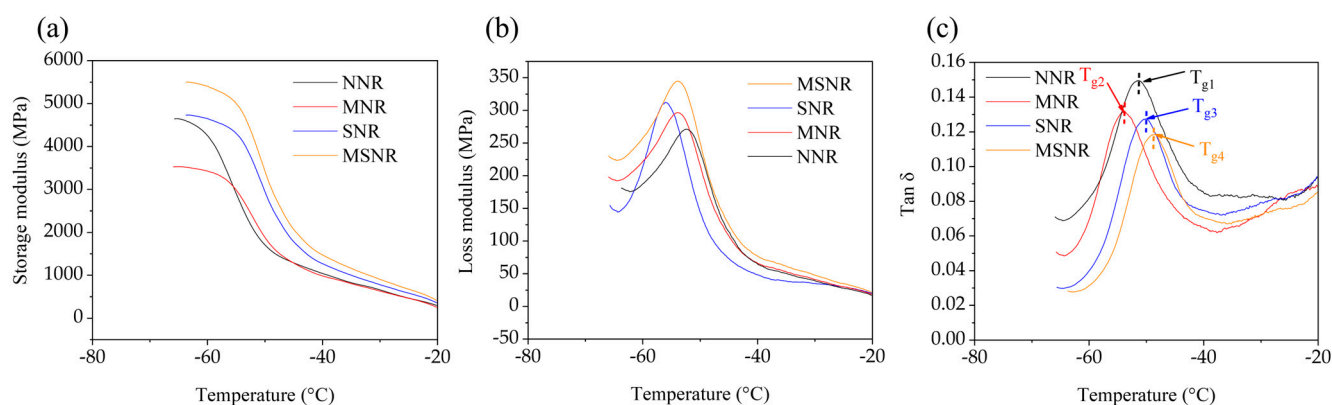 (a)
6000
5000
4000
3000
2000
1000
0
-80
-60
-40
-20
Storage modulus (MPa)
Temperature (°C)
NNR
MNR
SNR
MSNR
(b)
350
300
250
200
150
100
50
0
-50
-80
-60
-40
-20
Loss modulus (MPa)
Temperature (°C)
MSNR
SNR
MNR
NNR
(c)
0.16
0.14
0.12
0.10
0.08
0.06
0.04
0.02
0.00
-80
-60
-40
-20
Tan δ
Temperature (°C)
NNR
MNR
SNR
MSNR
Tg2
Tg1
Tg3
Tg4